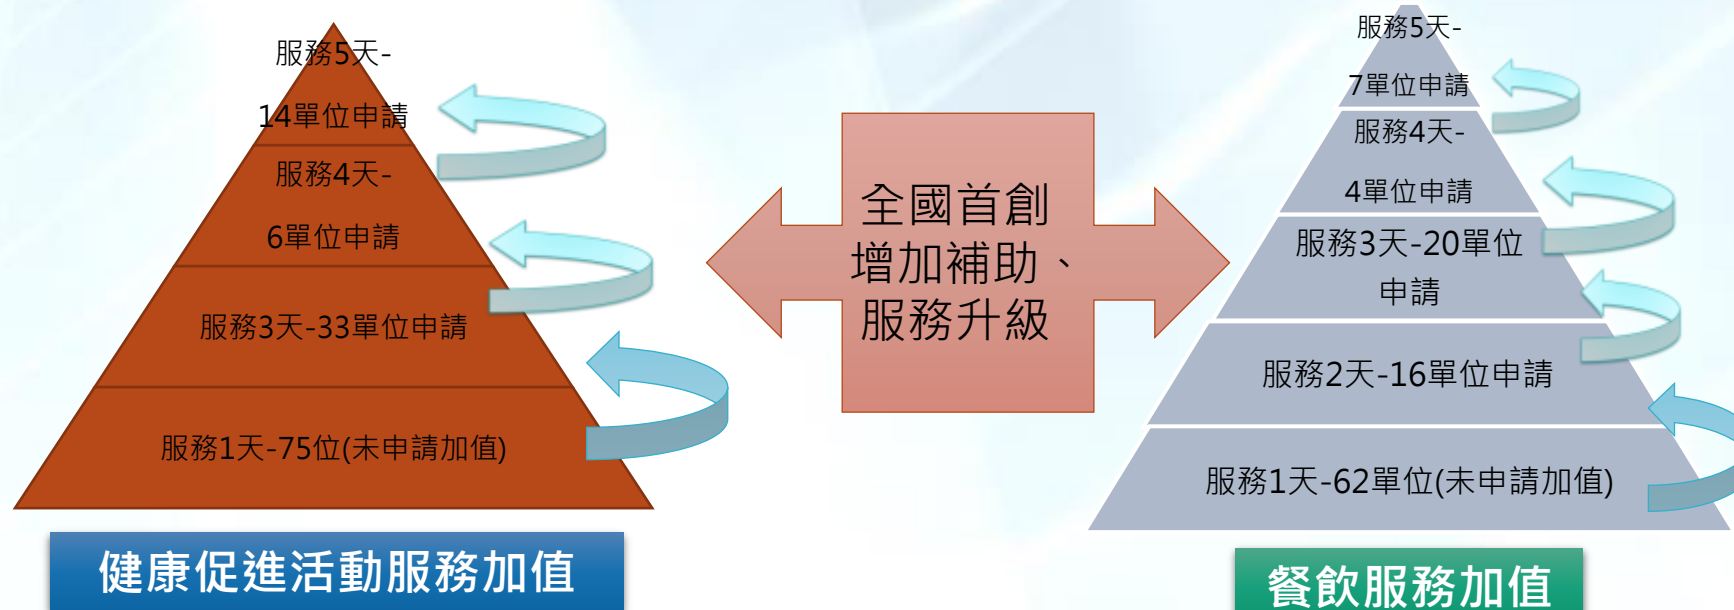 服務5天-
14單位申請
服務4天-
6單位申請
服務3天-33單位申請
服務1天-75位(未申請加值)
健康促進活動服務加值
全國首創
增加補助、
服務升級
服務5天-
7單位申請
服務4天-
4單位申請
服務3天-20單位
申請
服務2天-16單位申請
服務1天-62單位(未申請加值)
餐飲服務加值